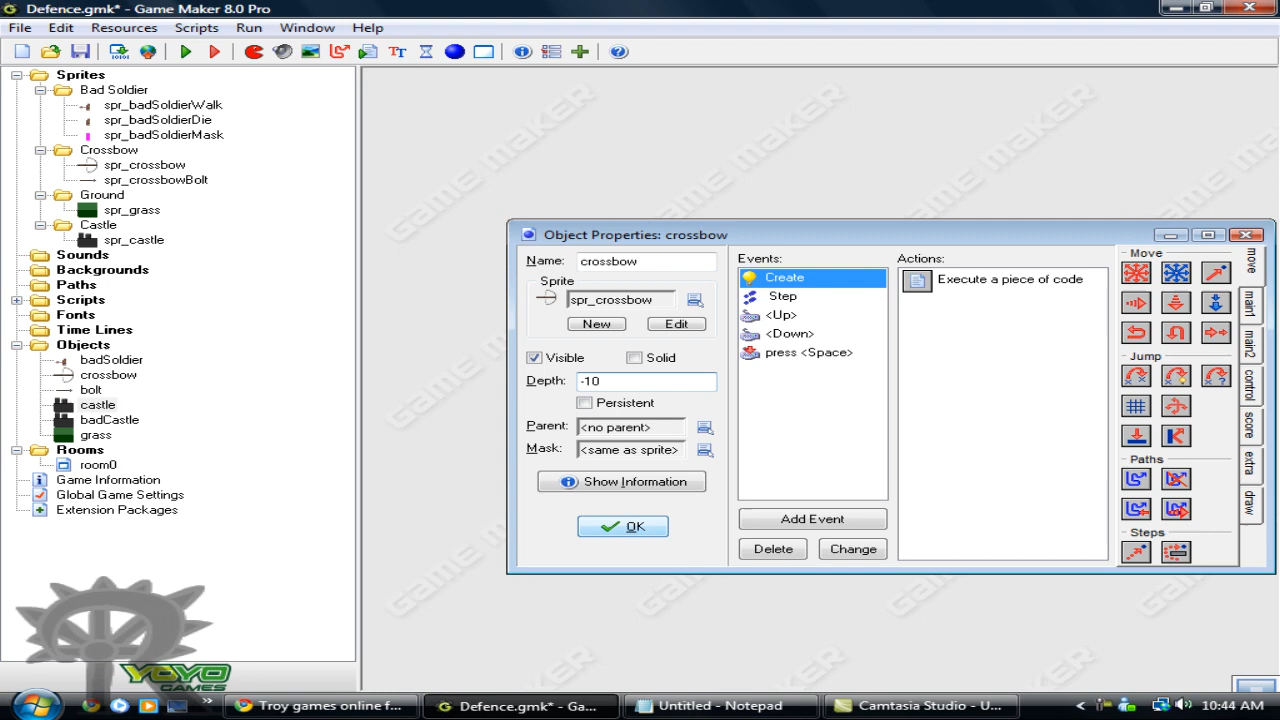 Defence.gmk* - Game Maker 8.0 Pro
File Edit Resources Scripts Run Window Help
Sprites
Bad Soldier
spr_badSoldierWalk
spr_badSoldierDie
spr_badSoldierMask
Crossbow
spr_crossbow
spr_crossbowBolt
Ground
spr_grass
Castle
spr_castle
Sounds
Backgrounds
Paths
Scripts
Fonts
Time Lines
Objects
badSoldier
crossbow
bolt
castle
badCastle
grass
Rooms
room0
Game Information
Global Game Settings
Extension Packages
YOYO
GAMES
GAME MAKER
GAME MAKER
GAME MAKER
Object Properties: crossbow
Name: crossbow
Sprite
spr_crossbow
New Edit
Visible Solid
Depth: -10
Persistent
Parent: <no parent>
Mask: <same as sprite>
Show Information
OK
Events:
Create
Step
<Up>
<Down>
press <Space>
Add Event
Delete Change
Actions:
Execute a piece of code
Move
Jump
Paths
Steps
move
main1
main2
control
score
extra
draw
Troy games online f...
Defence.gmk* - Ga...
Untitled - Notepad
Camtasia Studio - U...
10:44 AM